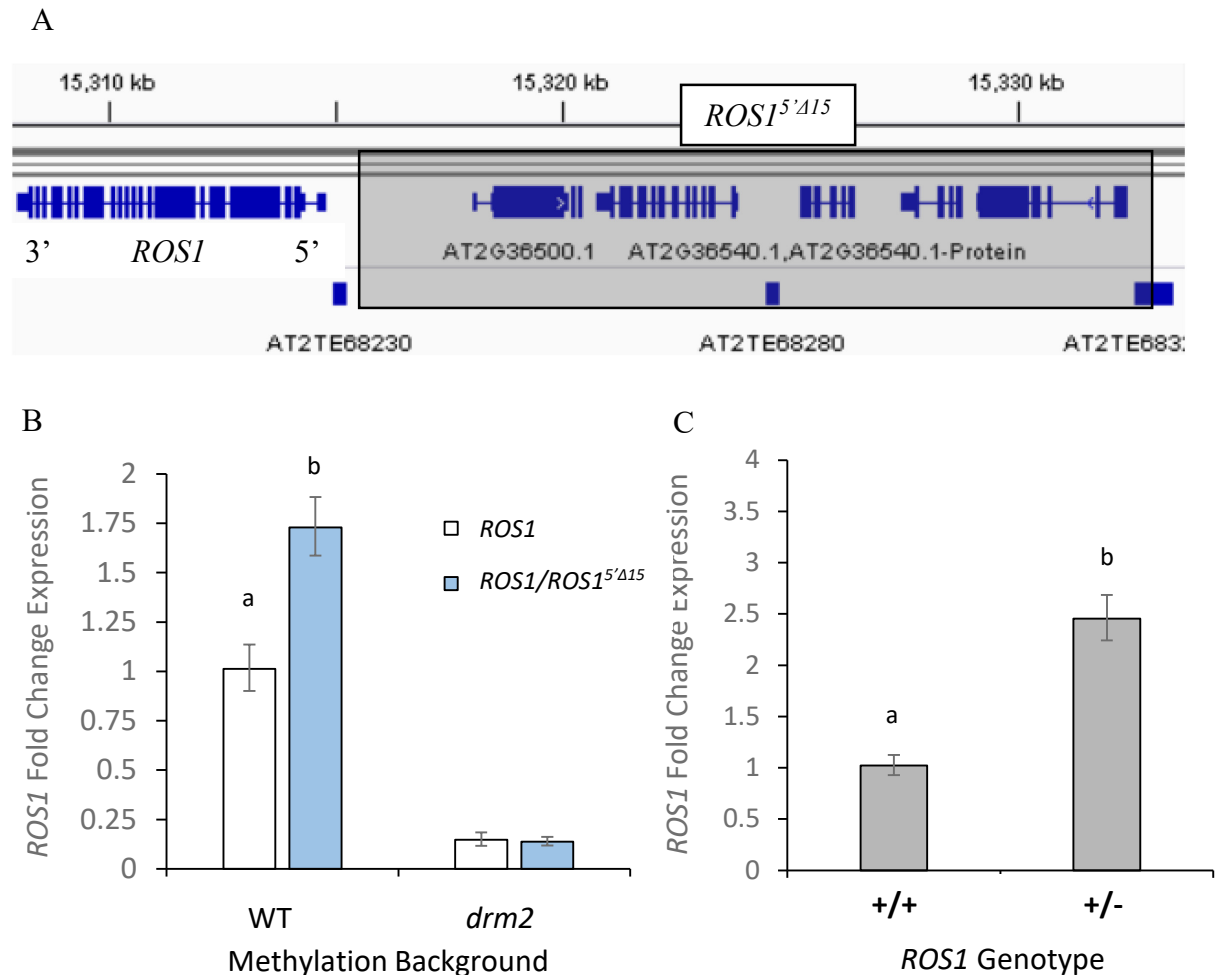 A
15,310 kb
15,320 kb
15,330 kb
ROS1^5'Δ15
3' ROS1 5'
AT2G36500.1
AT2G36540.1,AT2G36540.1-Protein
AT2TE68230
AT2TE68280
AT2TE683
B
ROS1 Fold Change Expression
2
1.75
1.5
1.25
1
0.75
0.5
0.25
0
a
b
ROS1
ROS1/ROS1^5'Δ15
WT
drm2
Methylation Background
C
ROS1 Fold Change Expression
4
3.5
3
2.5
2
1.5
1
0.5
0
a
b
+/+
+/-
ROS1 Genotype